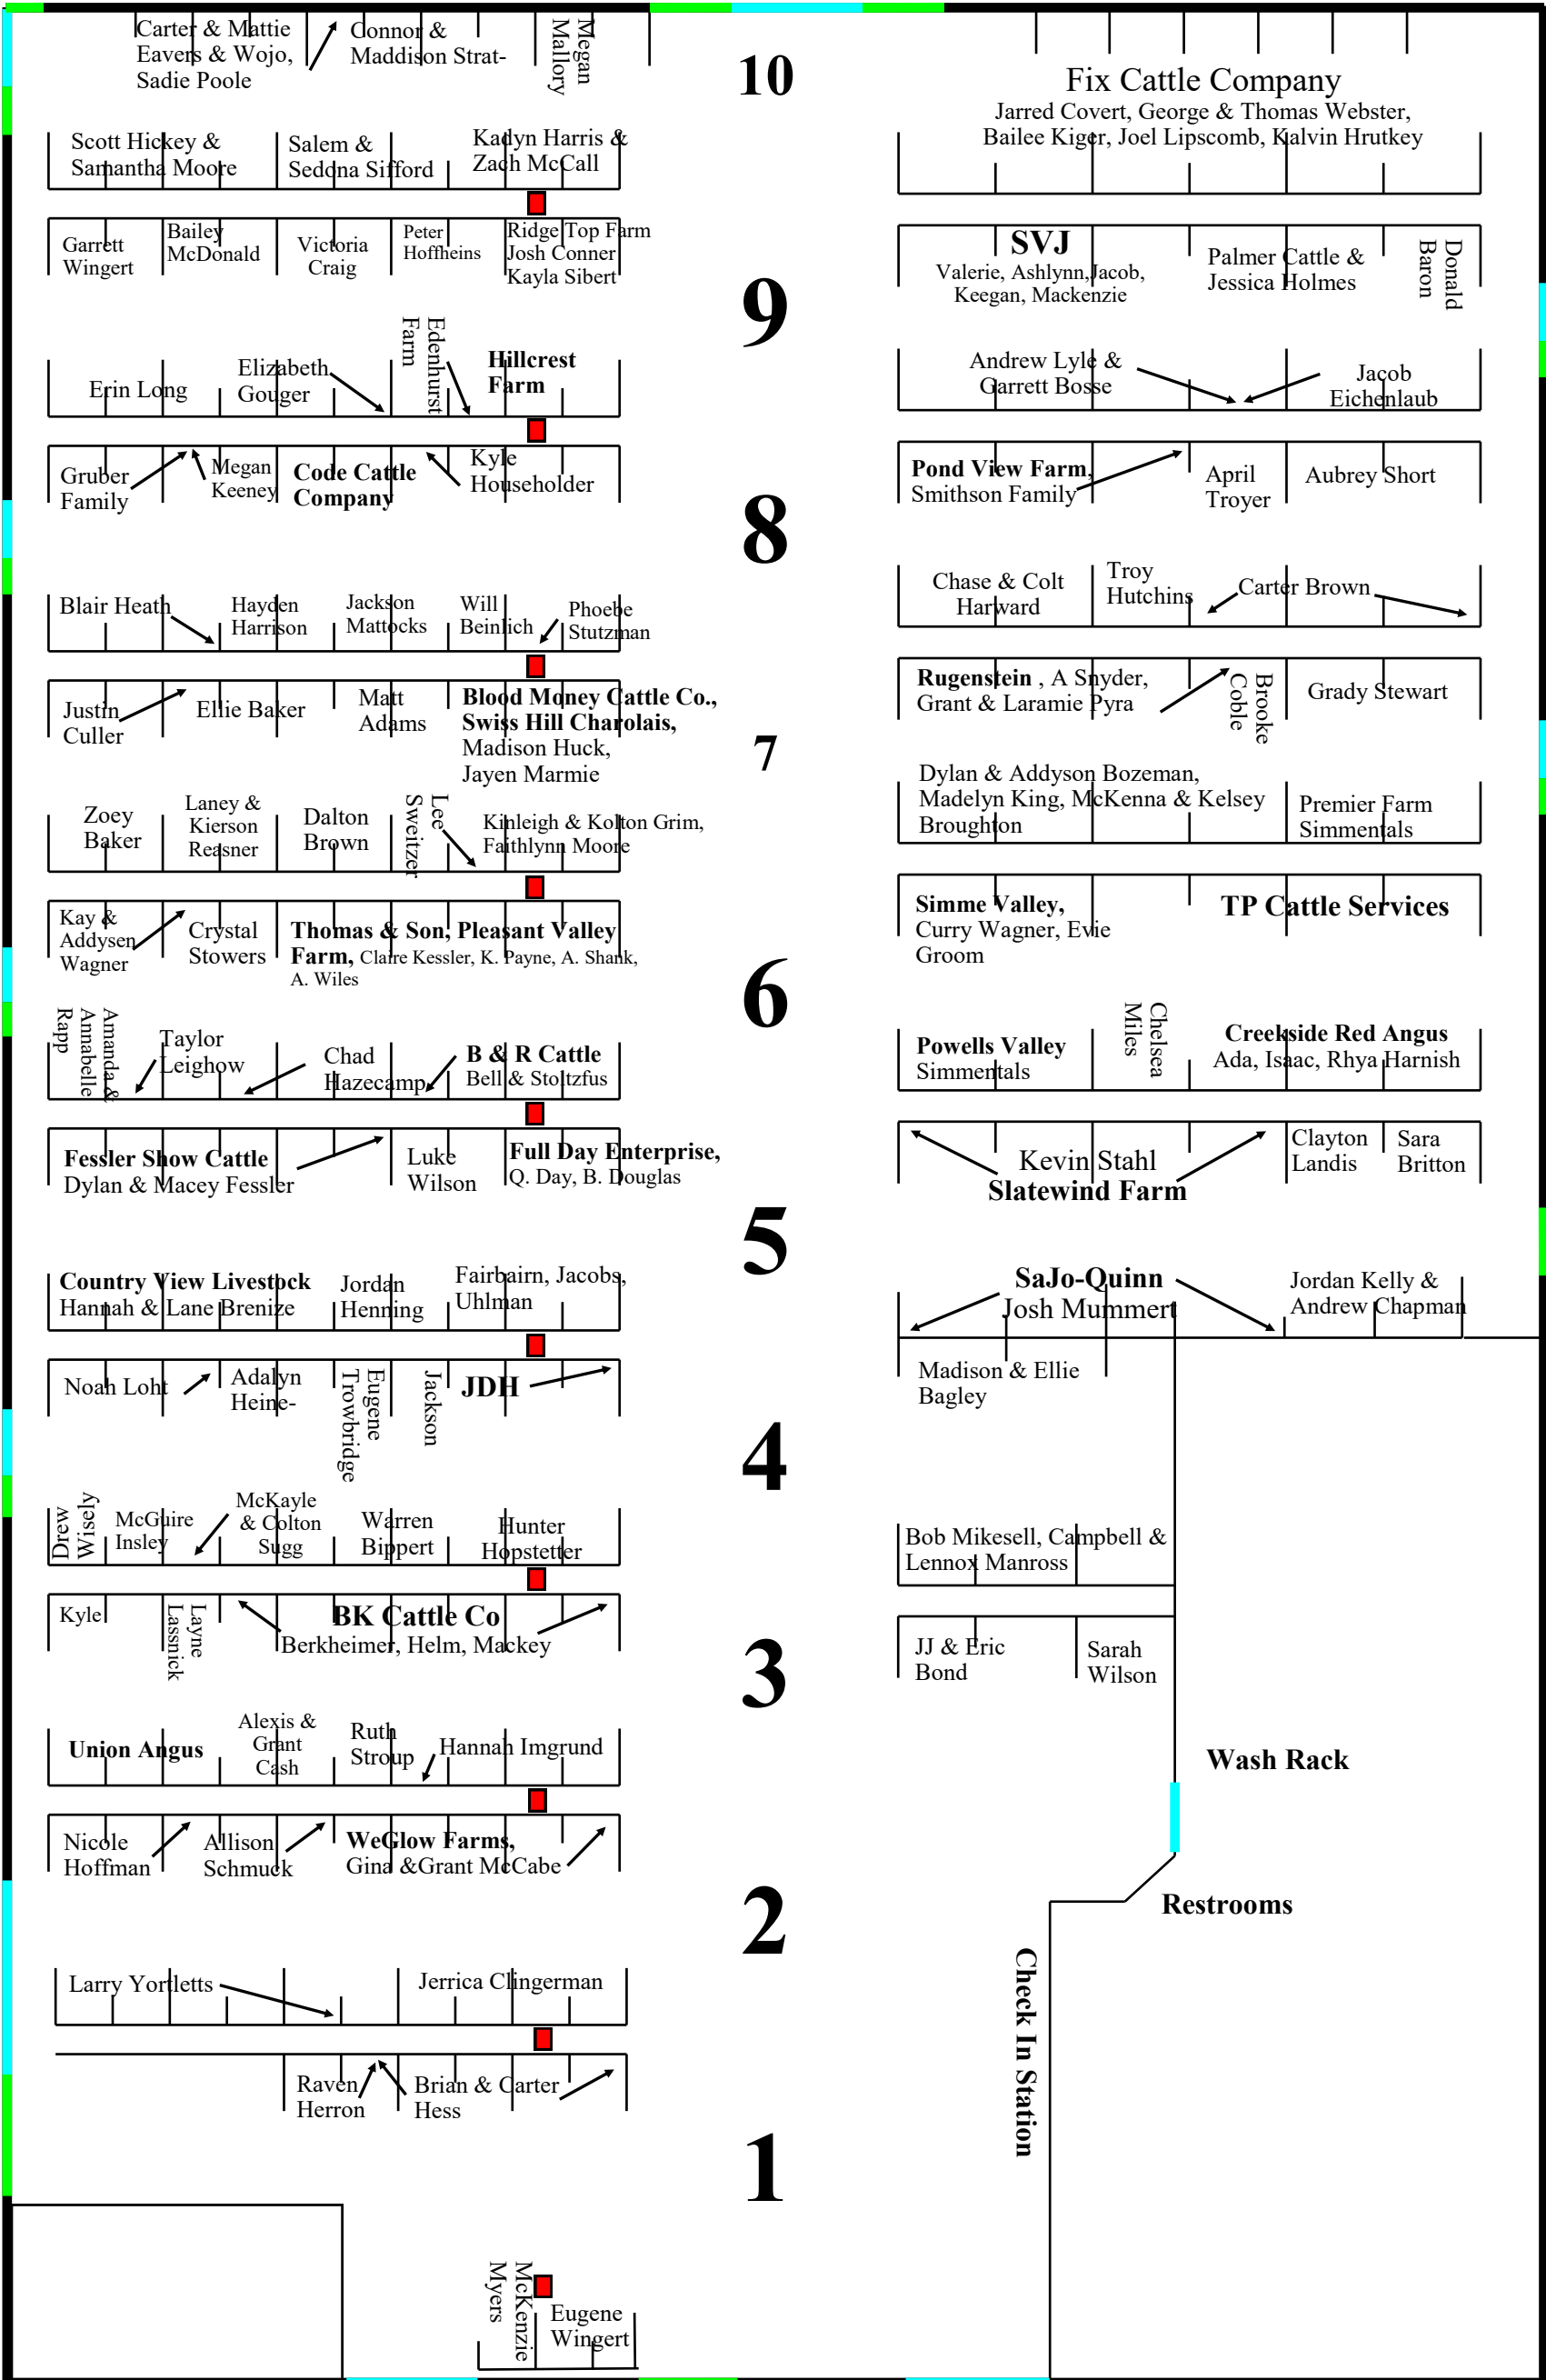 Carter & Mattie
Eavers & Wojo,
Sadie Poole
Connor &
Maddison Strat-
Megan
Mallory
10
Fix Cattle Company
Jarred Covert, George & Thomas Webster,
Bailee Kiger, Joel Lipscomb, Kalvin Hrutkey
Scott Hickey &
Samantha Moore
Salem &
Sedona Sifford
Kadyn Harris &
Zach McCall
Garrett
Wingert
Bailey
McDonald
Victoria
Craig
Peter
Hoffheins
Ridge Top Farm
Josh Conner
Kayla Sibert
SVJ
Valerie, Ashlynn,Jacob,
Keegan, Mackenzie
Palmer Cattle &
Jessica Holmes
Donald
Baron
9
Erin Long
Elizabeth
Gouger
Edenhurst
Farm
Hillcrest
Farm
Andrew Lyle &
Garrett Bosse
Jacob
Eichenlaub
Gruber
Family
Megan
Keeney
Code Cattle
Company
Kyle
Householder
Pond View Farm,
Smithson Family
April
Troyer
Aubrey Short
8
Blair Heath
Hayden
Harrison
Jackson
Mattocks
Will
Beinlich
Phoebe
Stutzman
Chase & Colt
Harward
Troy
Hutchins
Carter Brown
Justin
Culler
Ellie Baker
Matt
Adams
Blood Money Cattle Co.,
Swiss Hill Charolais,
Madison Huck,
Jayen Marmie
Rugenstein , A Snyder,
Grant & Laramie Pyra
Brooke
Coble
Grady Stewart
7
Zoey
Baker
Laney &
Kierson
Reasner
Dalton
Brown
Lee
Sweitzer
Kinleigh & Kolton Grim,
Faithlynn Moore
Dylan & Addyson Bozeman,
Madelyn King, McKenna & Kelsey
Broughton
Premier Farm
Simmentals
Kay &
Addysen
Wagner
Crystal
Stowers
Thomas & Son, Pleasant Valley
Farm, Claire Kessler, K. Payne, A. Shank,
A. Wiles
Simme Valley,
Curry Wagner, Evie
Groom
TP Cattle Services
6
Amanda &
Annabelle
Rapp
Taylor
Leighow
Chad
Hazecamp
B & R Cattle
Bell & Stoltzfus
Powells Valley
Simmentals
Chelsea
Miles
Creekside Red Angus
Ada, Isaac, Rhya Harnish
Fessler Show Cattle
Dylan & Macey Fessler
Luke
Wilson
Full Day Enterprise,
Q. Day, B. Douglas
Kevin Stahl
Slatewind Farm
Clayton
Landis
Sara
Britton
5
Country View Livestock
Hannah & Lane Brenize
Jordan
Henning
Fairbairn, Jacobs,
Uhlman
SaJo-Quinn
Josh Mummert
Jordan Kelly &
Andrew Chapman
Noah Loht
Adalyn
Heine-
Eugene
Trowbridge
Jackson
JDH
Madison & Ellie
Bagley
4
Drew
Wisely
McGuire
Insley
McKayle
& Colton
Sugg
Warren
Bippert
Hunter
Hopstetter
Bob Mikesell, Campbell &
Lennox Manross
Kyle
Layne
Lassnick
BK Cattle Co
Berkheimer, Helm, Mackey
JJ & Eric
Bond
Sarah
Wilson
3
Union Angus
Alexis &
Grant
Cash
Ruth
Stroup
Hannah Imgrund
Wash Rack
Nicole
Hoffman
Allison
Schmuck
WeGlow Farms,
Gina &Grant McCabe
2
Restrooms
Larry Yortletts
Jerrica Clingerman
Check In Station
Raven
Herron
Brian & Carter
Hess
1
McKenzie
Myers
Eugene
Wingert